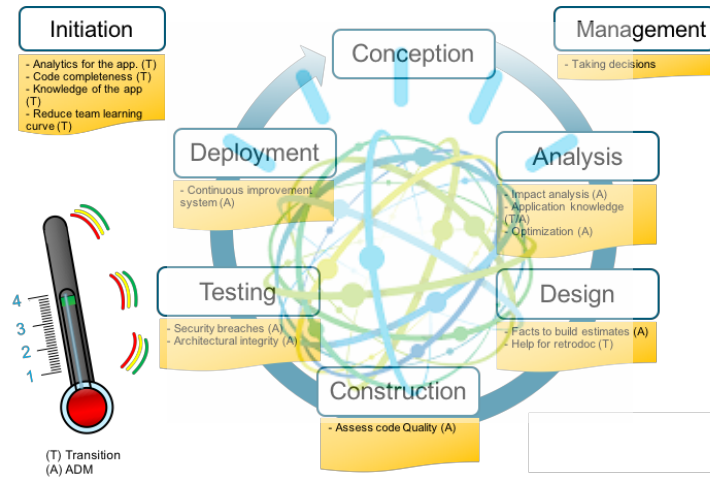 Initiation
- Analytics for the app. (T)
- Code completeness (T)
- Knowledge of the app
(T)
- Reduce team learning
curve (T)
Conception
Management
- Taking decisions
Deployment
- Continuous improvement
system (A)
Analysis
- Impact analysis (A)
- Application knowledge
(T/A)
- Optimization (A)
Testing
- Security breaches (A)
- Architectural integrity (A)
Design
- Facts to build estimates (A)
- Help for retrodoc (T)
Construction
- Assess code Quality (A)
4
3
2
1
(T) Transition
(A) ADM